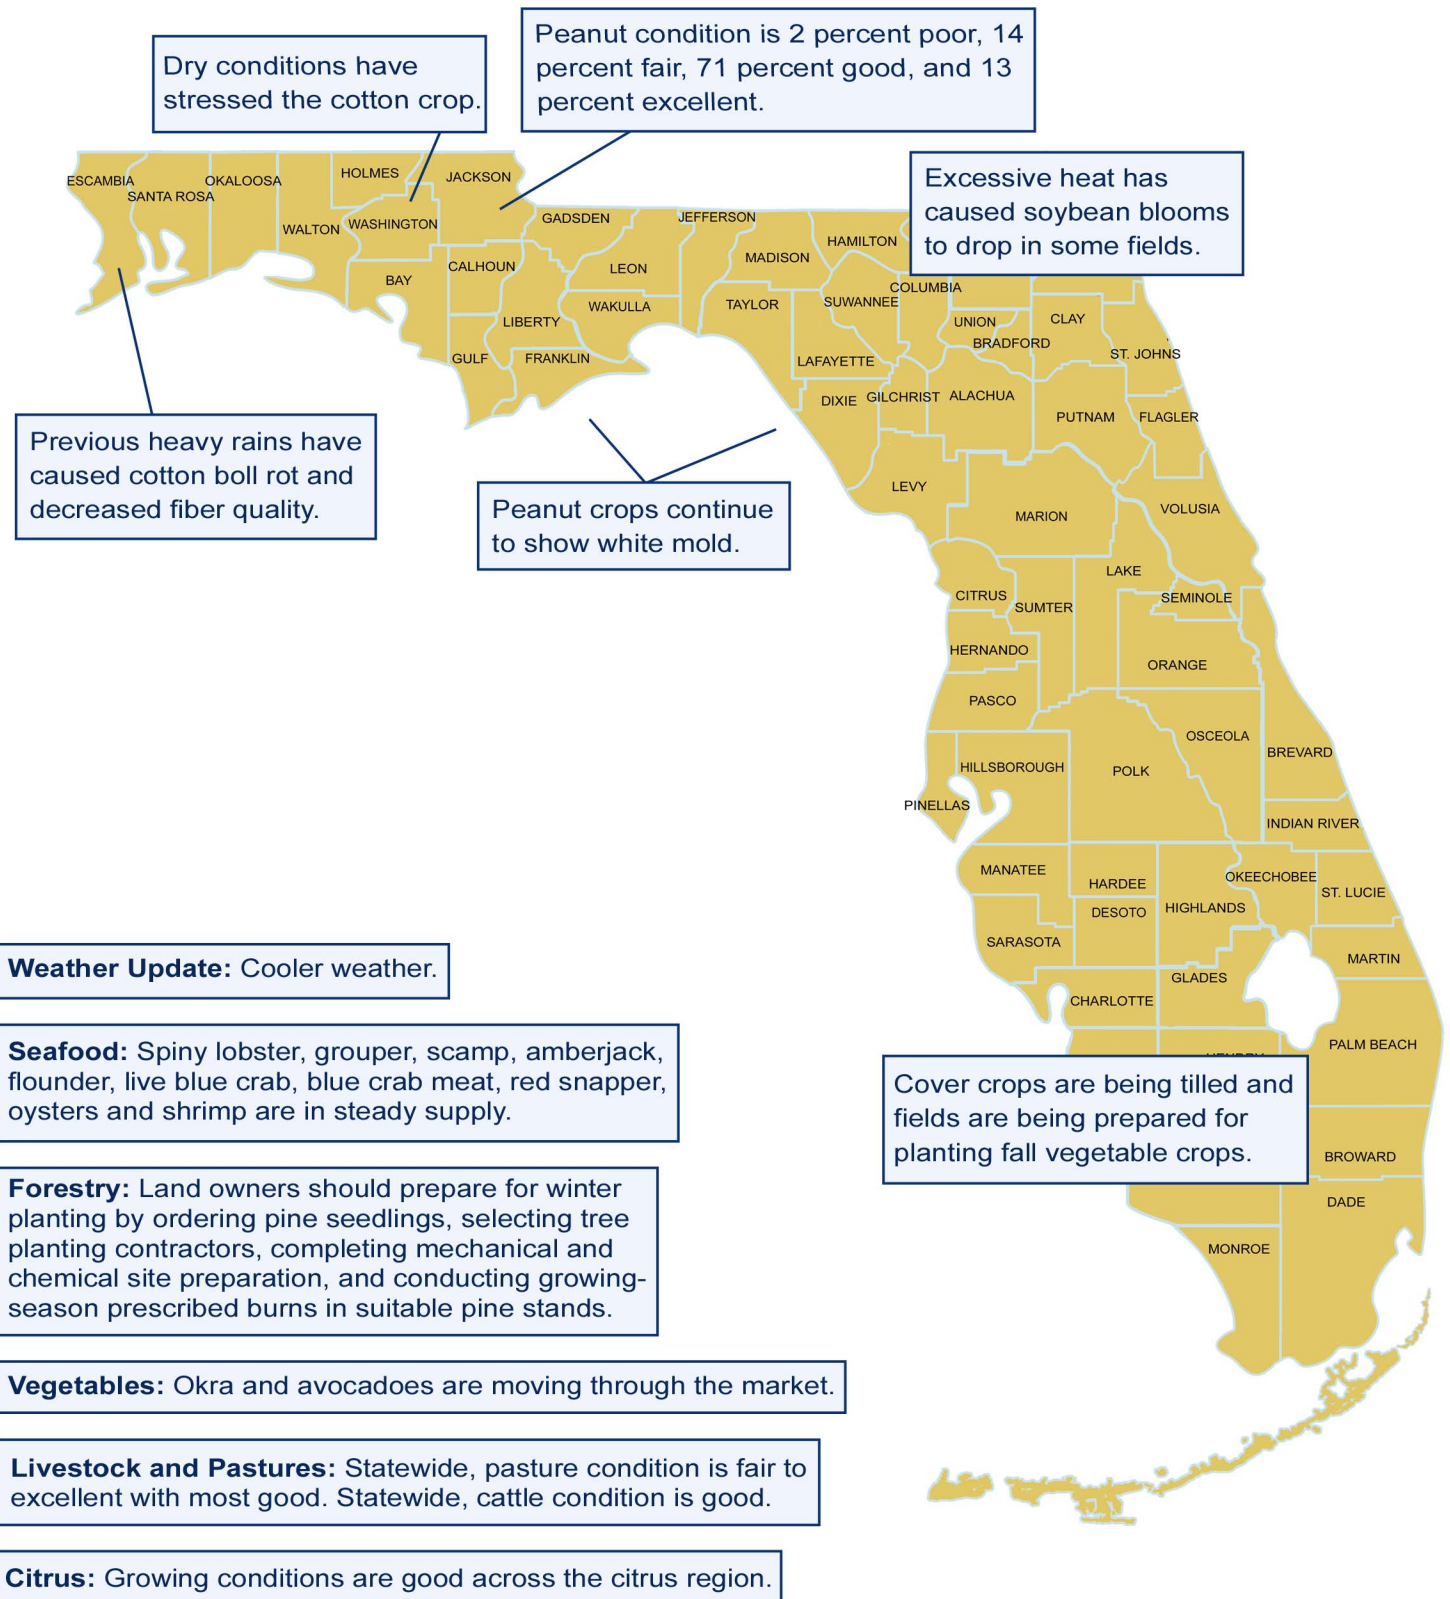 Peanut condition is 2 percent poor, 14
percent fair, 71 percent good, and 13
percent excellent.
Dry conditions have
stressed the cotton crop.
Excessive heat has
caused soybean blooms
to drop in some fields.
ESCAMBIA
SANTA ROSA
OKALOOSA
WALTON
HOLMES
WASHINGTON
JACKSON
BAY
CALHOUN
GULF
GADSDEN
LIBERTY
FRANKLIN
LEON
WAKULLA
JEFFERSON
MADISON
TAYLOR
HAMILTON
SUWANNEE
LAFAYETTE
DIXIE
COLUMBIA
GILCHRIST
UNION
BRADFORD
ALACHUA
CLAY
ST. JOHNS
PUTNAM
FLAGLER
Previous heavy rains have
caused cotton boll rot and
decreased fiber quality.
Peanut crops continue
to show white mold.
LEVY
MARION
VOLUSIA
LAKE
CITRUS
SUMTER
SEMINOLE
HERNANDO
ORANGE
PASCO
OSCEOLA
BREVARD
HILLSBOROUGH
POLK
PINELLAS
INDIAN RIVER
MANATEE
HARDEE
OKEECHOBEE
ST. LUCIE
DESOTO
HIGHLANDS
SARASOTA
MARTIN
GLADES
CHARLOTTE
PALM BEACH
Cover crops are being tilled and
fields are being prepared for
planting fall vegetable crops.
BROWARD
DADE
MONROE
Weather Update: Cooler weather.
Seafood: Spiny lobster, grouper, scamp, amberjack,
flounder, live blue crab, blue crab meat, red snapper,
oysters and shrimp are in steady supply.
Forestry: Land owners should prepare for winter
planting by ordering pine seedlings, selecting tree
planting contractors, completing mechanical and
chemical site preparation, and conducting growing-
season prescribed burns in suitable pine stands.
Vegetables: Okra and avocadoes are moving through the market.
Livestock and Pastures: Statewide, pasture condition is fair to
excellent with most good. Statewide, cattle condition is good.
Citrus: Growing conditions are good across the citrus region.